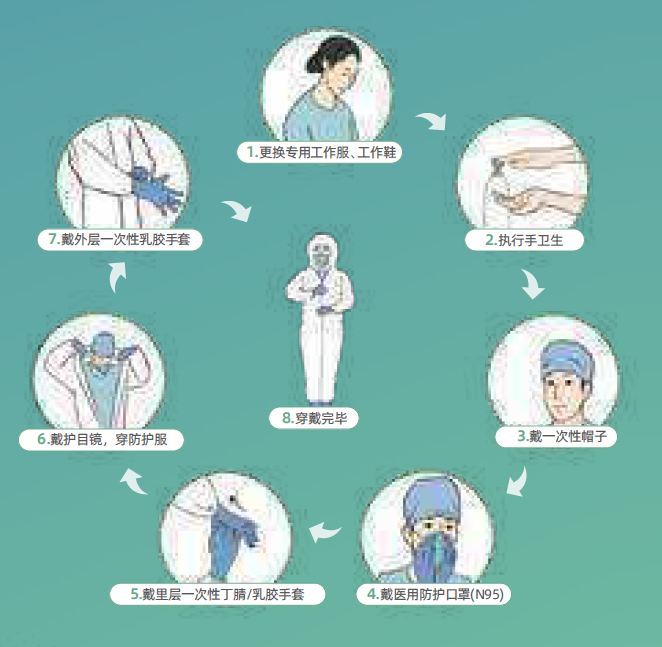 1.更换专用工作服、工作鞋
2.执行手卫生
3.戴一次性帽子
4.戴医用防护口罩(N95)
5.戴里层一次性丁腈/乳胶手套
6.戴护目镜，穿防护服
7.戴外层一次性乳胶手套
8.穿戴完毕